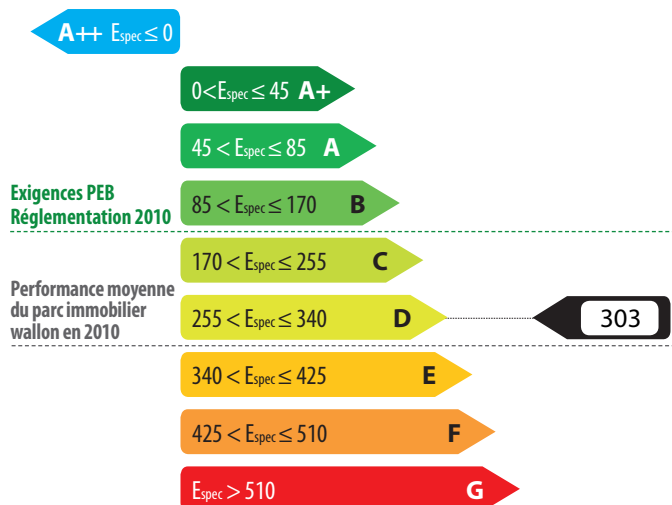 A++ Espec ≤ 0
0<Espec ≤ 45 A+
45 < Espec ≤ 85 A
Exigences PEB
Réglementation 2010
85 < Espec ≤ 170 B
170 < Espec ≤ 255 C
Performance moyenne
du parc immobilier
wallon en 2010
255 < Espec ≤ 340 D
303
340 < Espec ≤ 425 E
425 < Espec ≤ 510 F
Espec > 510 G